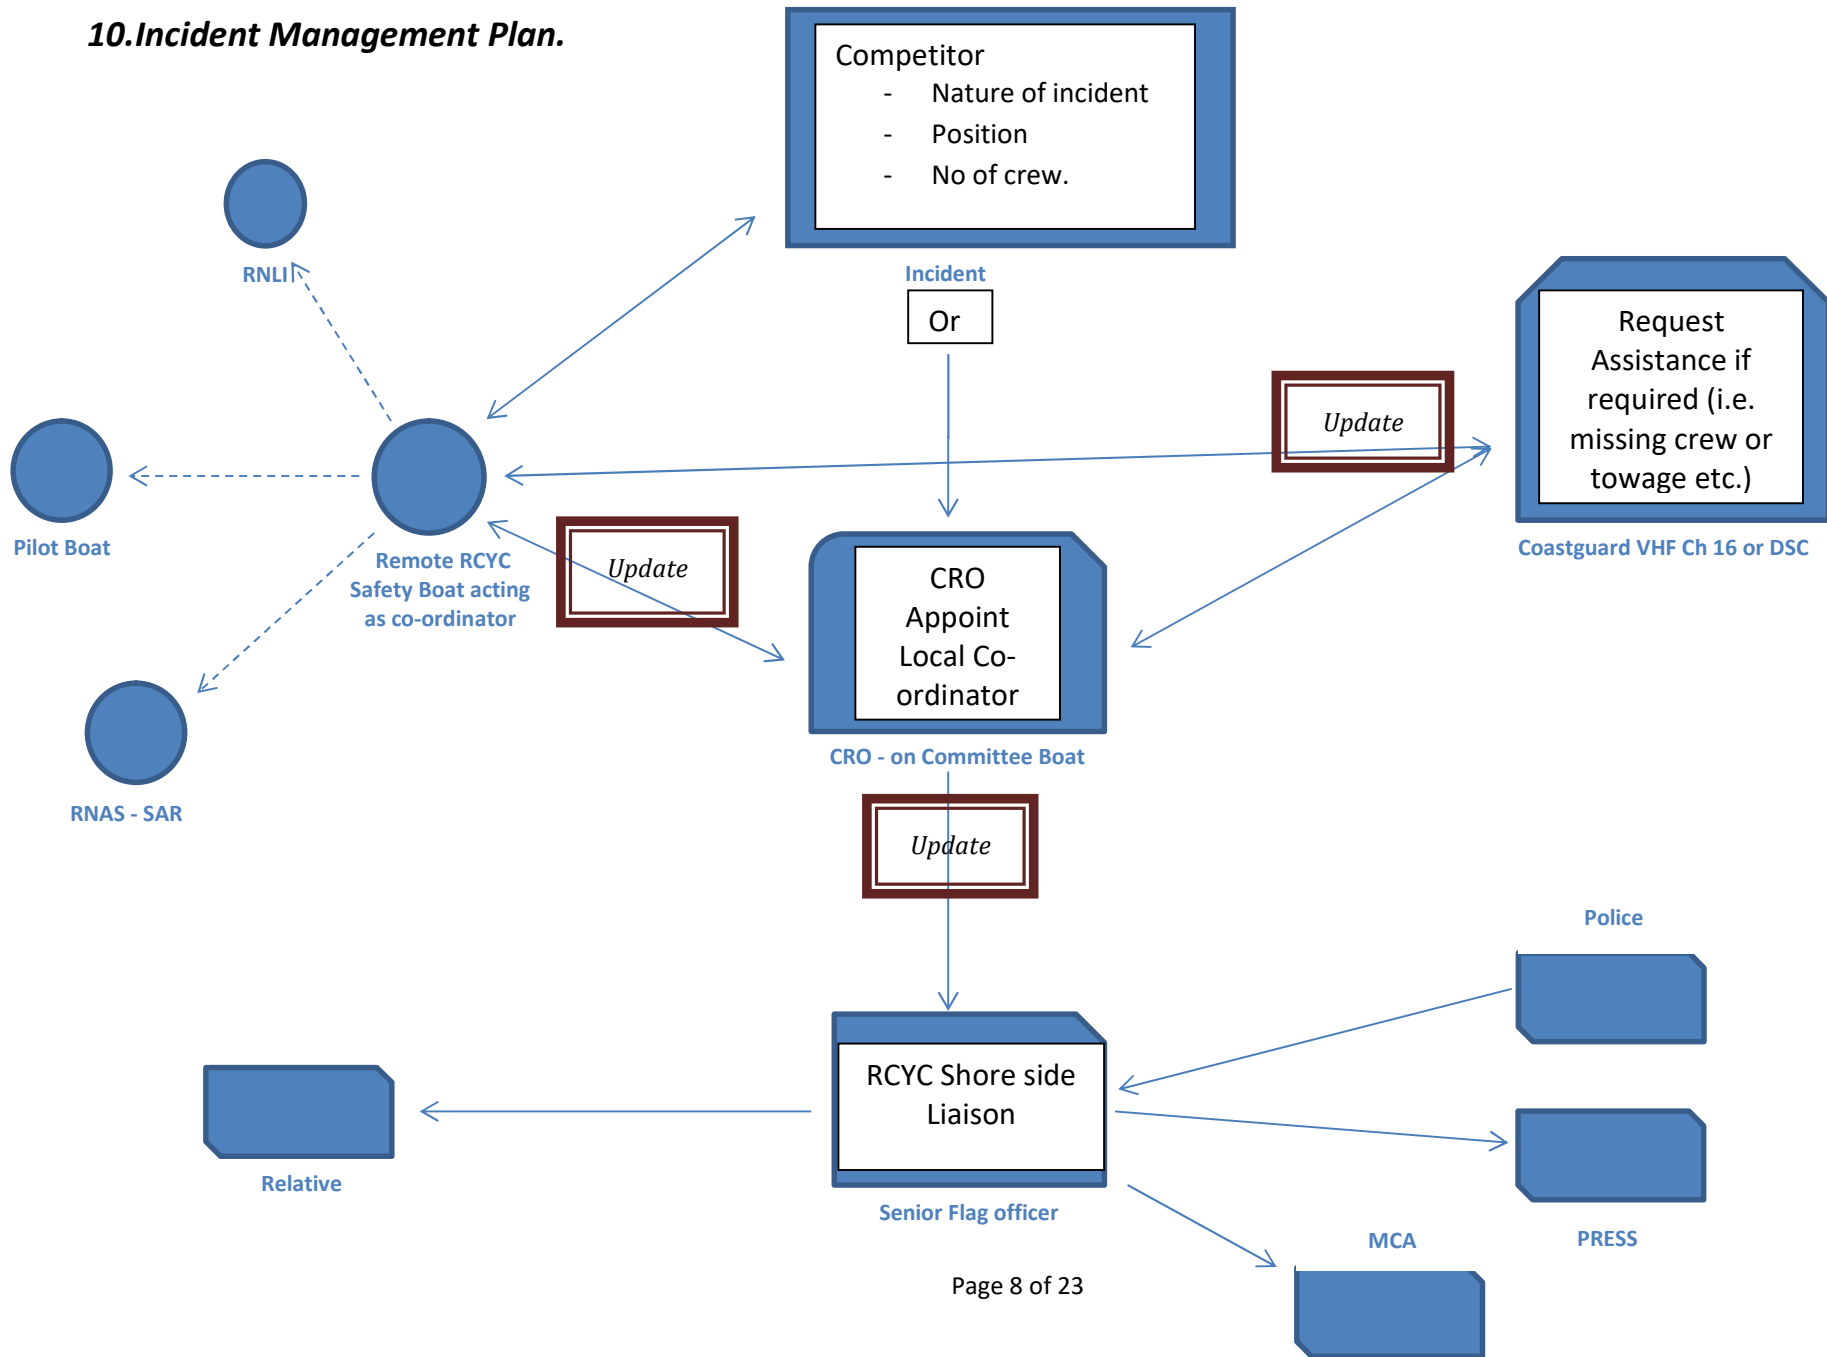 10.Incident Management Plan.
Competitor
- Nature of incident
- Position
- No of crew.
Incident
Or
RNLI
Pilot Boat
Remote RCYC
Safety Boat acting
as co-ordinator
RNAS - SAR
Update
Update
Request
Assistance if
required (i.e.
missing crew or
towage etc.)
Coastguard VHF Ch 16 or DSC
CRO
Appoint
Local Co-
ordinator
CRO - on Committee Boat
Update
Police
RCYC Shore side
Liaison
Senior Flag officer
Relative
PRESS
MCA
Page 8 of 23